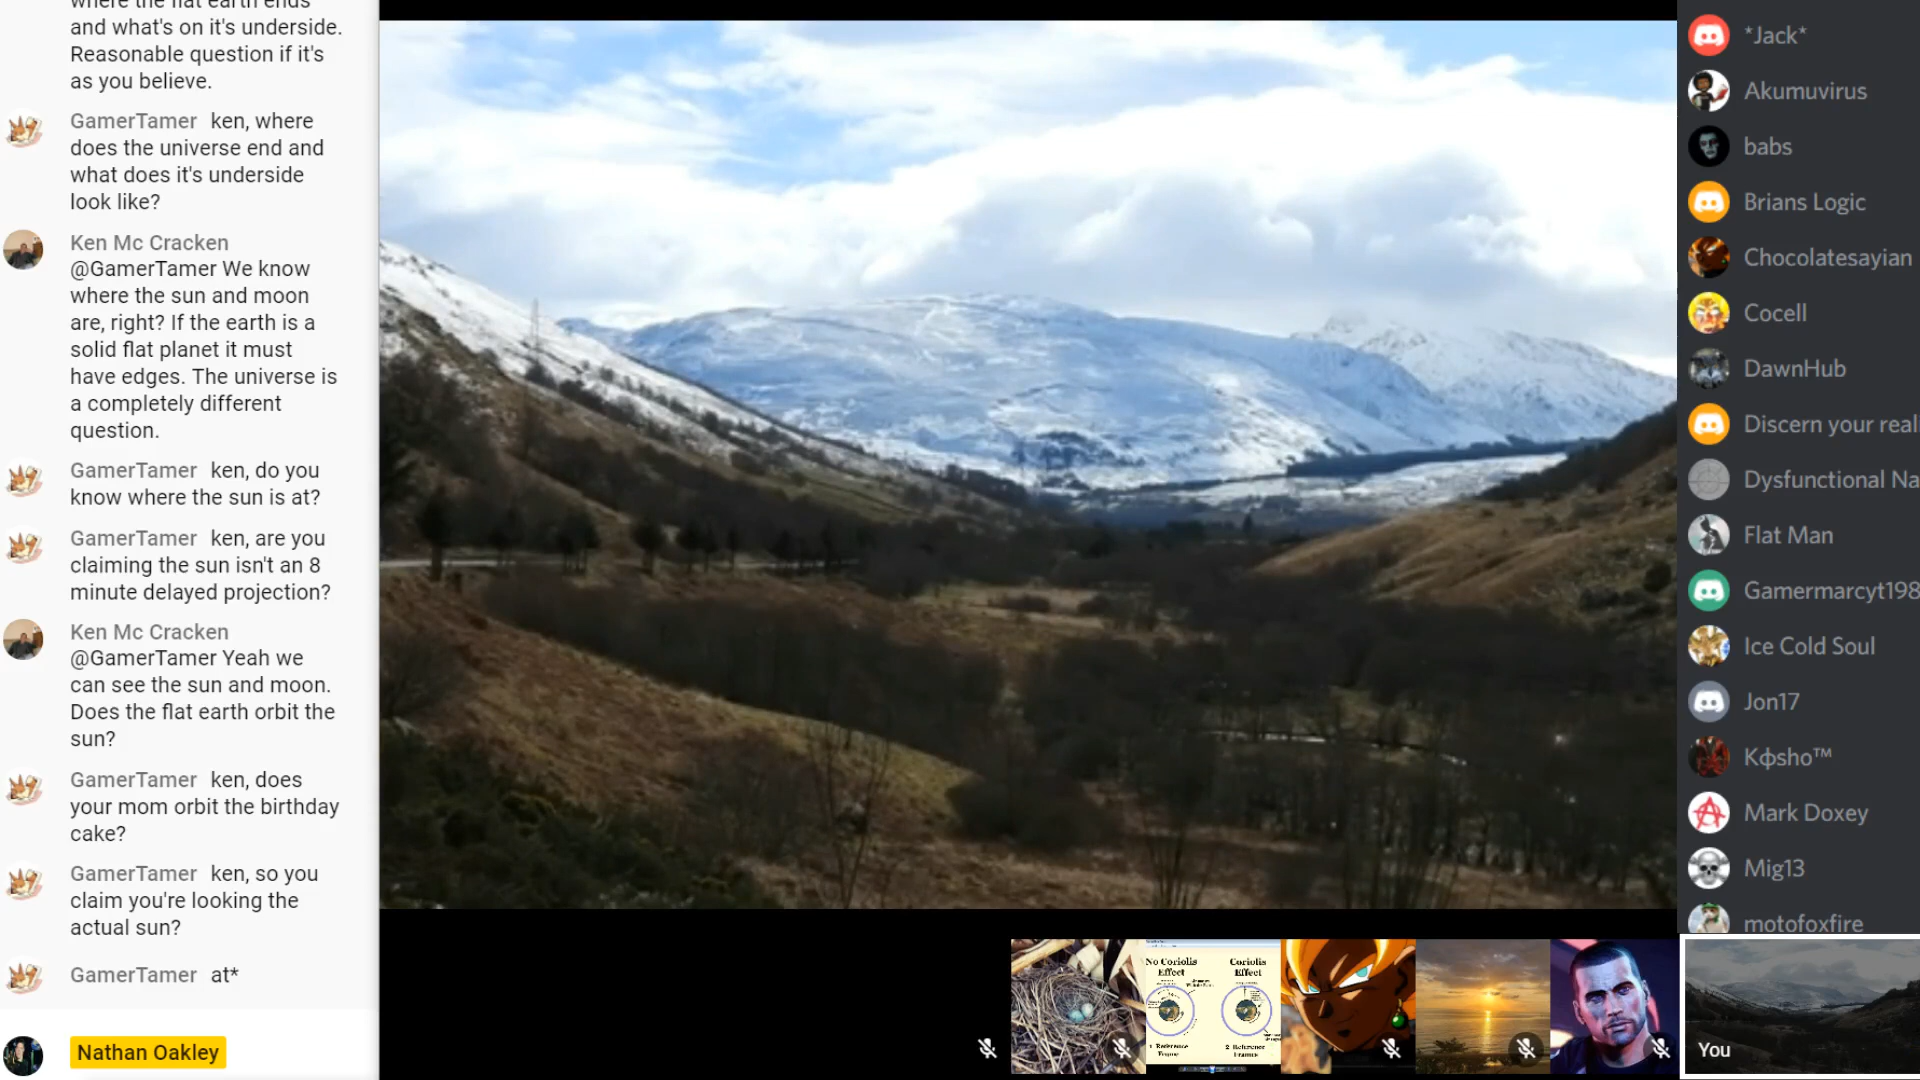 where the flat earth ends
and what's on it's underside.
Reasonable question if it's
as you believe.
GamerTamer ken, where
does the universe end and
what does it's underside
look like?
Ken Mc Cracken
@GamerTamer We know
where the sun and moon
are, right? If the earth is a
solid flat planet it must
have edges. The universe is
a completely different
question.
GamerTamer ken, do you
know where the sun is at?
GamerTamer ken, are you
claiming the sun isn't an 8
minute delayed projection?
Ken Mc Cracken
@GamerTamer Yeah we
can see the sun and moon.
Does the flat earth orbit the
sun?
GamerTamer ken, does
your mom orbit the birthday
cake?
GamerTamer ken, so you
claim you're looking the
actual sun?
GamerTamer at*
Nathan Oakley
No Coriolis
Effect
Coriolis
Effect
1 Reference
Frame
2 Reference
Frames
*Jack*
Akumuvirus
babs
Brians Logic
Chocolatesayian
Cocell
DawnHub
Discern your real
Dysfunctional Na
Flat Man
Gamermarcyt198
Ice Cold Soul
Jon17
Kфsho™
Mark Doxey
Mig13
motofoxfire
You